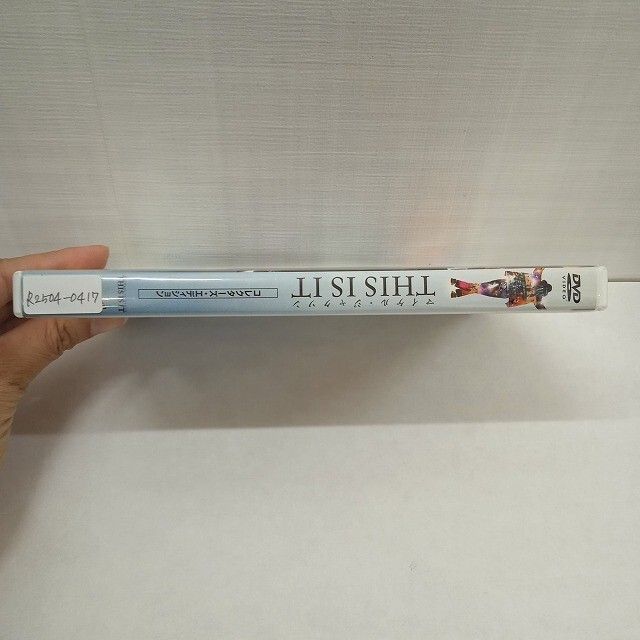 DVD
VIDEO
マイケル・ジャクソン
THIS IS IT
コレクターズ・エディション
THIS IS IT
R2504-0417